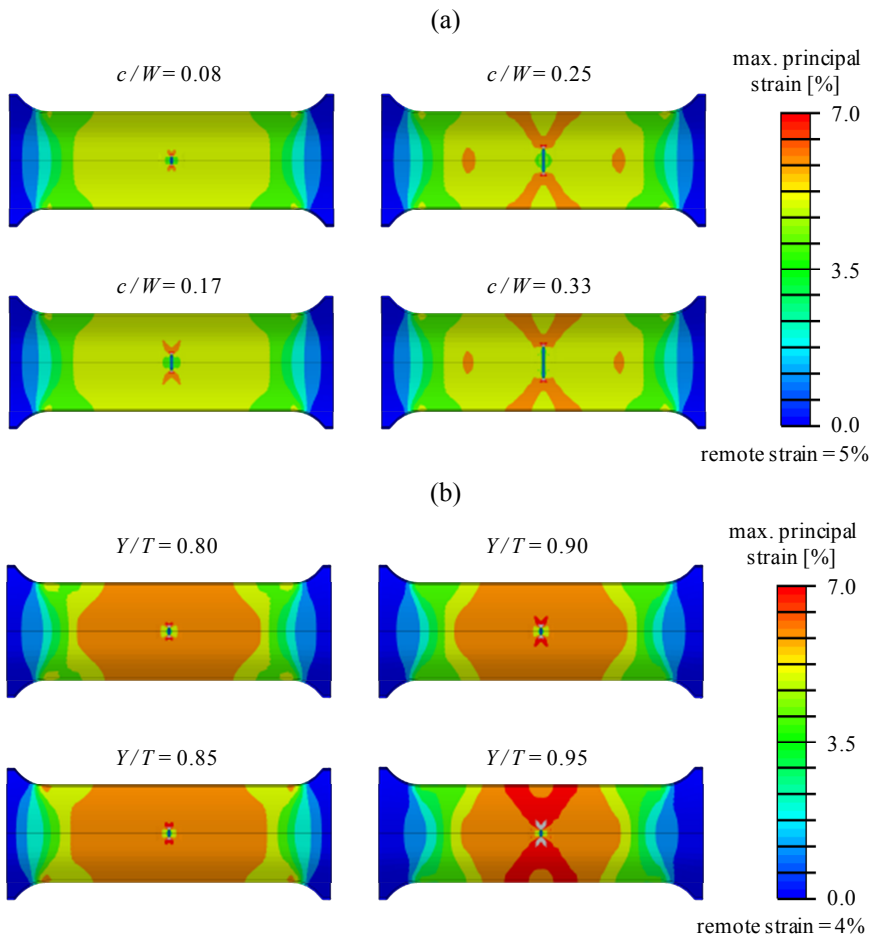 (a)
c/W = 0.08
c/W = 0.25
max. principal
strain [%]
7.0
3.5
0.0
c/W = 0.17
c/W = 0.33
remote strain = 5%
(b)
Y/T = 0.80
Y/T = 0.90
max. principal
strain [%]
7.0
3.5
0.0
Y/T = 0.85
Y/T = 0.95
remote strain = 4%